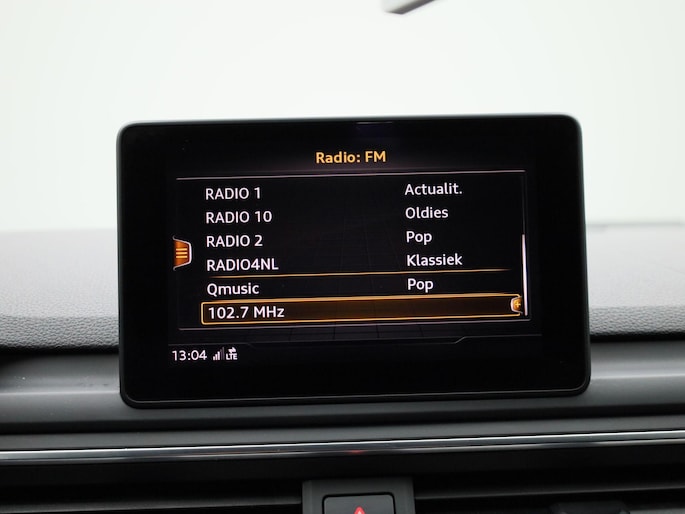 Radio: FM
RADIO 1 Actualit.
RADIO 10 Oldies
RADIO 2 Pop
RADIO4NL Klassiek
Qmusic Pop
102.7 MHz
13:04 LTE